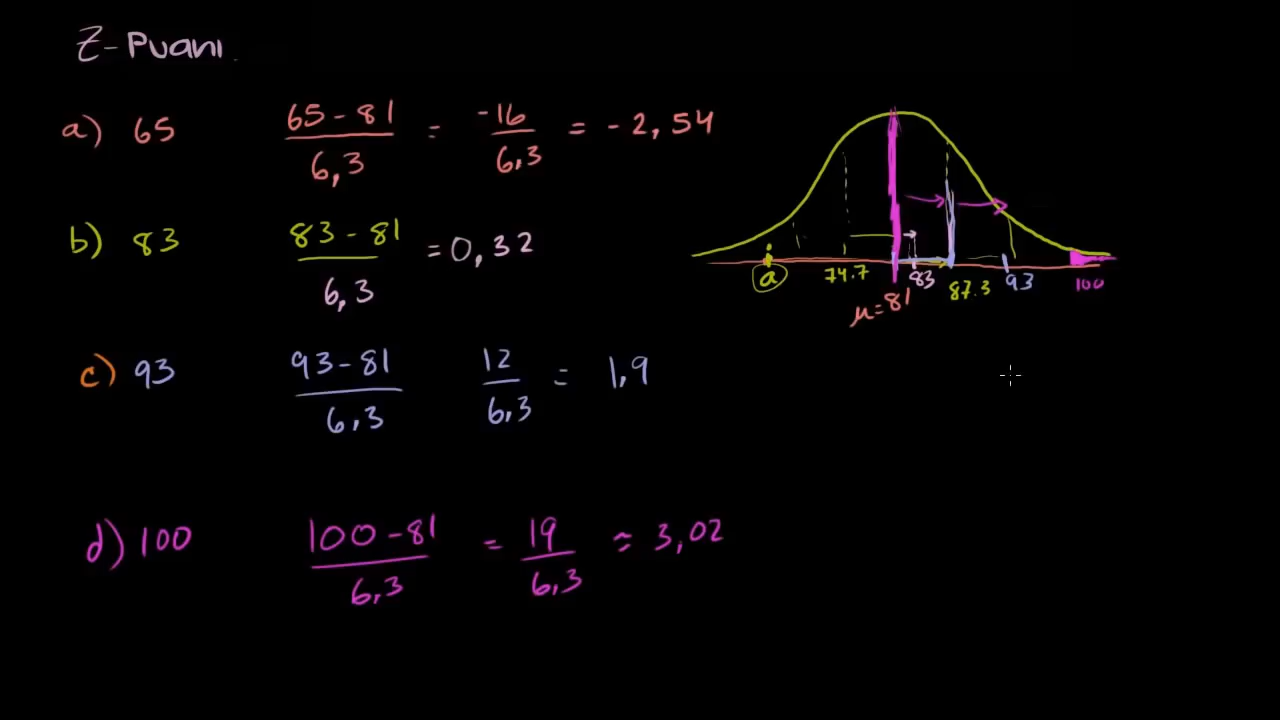 Z-Puanı
a) 65 65 - 81 / 6,3 = -16 / 6,3 = -2,54
b) 83 83 - 81 / 6,3 = 0,32
c) 93 93 - 81 / 6,3 12 / 6,3 = 1,9
d) 100 100 - 81 / 6,3 = 19 / 6,3 ≈ 3,02
a 74.7 83 87.3 93 100
μ = 81